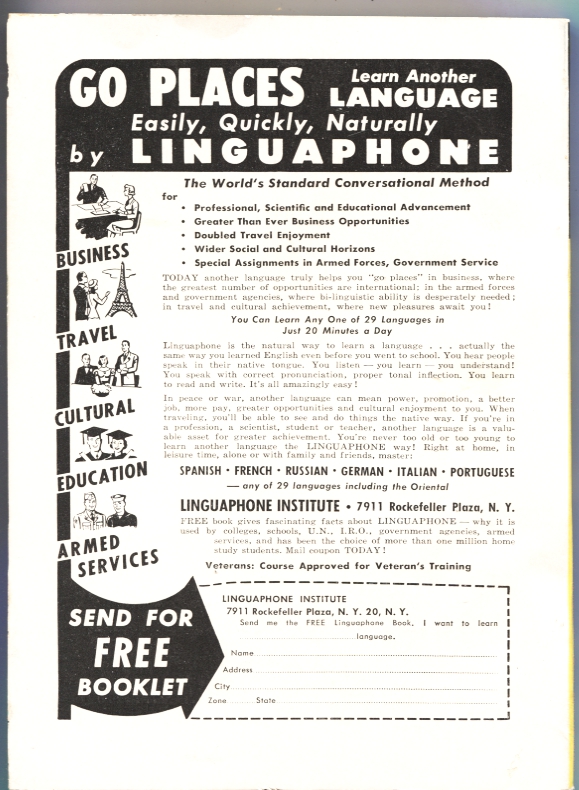 GO PLACES Learn Another
LANGUAGE
Easily, Quickly, Naturally
by LINGUAPHONE
The World's Standard Conversational Method
for
• Professional, Scientific and Educational Advancement
• Greater Than Ever Business Opportunities
• Doubled Travel Enjoyment
• Wider Social and Cultural Horizons
• Special Assignments in Armed Forces, Government Service
BUSINESS
TRAVEL
CULTURAL
EDUCATION
ARMED
SERVICES
TODAY another language truly helps you "go places" in business, where
the greatest number of opportunities are international; in the armed forces
and government agencies, where bi-linguistic ability is desperately needed;
in travel and cultural achievement, where new pleasures await you!
You Can Learn Any One of 29 Languages in
Just 20 Minutes a Day
Linguaphone is the natural way to learn a language . . . actually the
same way you learned English even before you went to school. You hear people
speak in their native tongue. You listen — you learn — you understand!
You speak with correct pronunciation, proper tonal inflection. You learn
to read and write. It's all amazingly easy!
In peace or war, another language can mean power, promotion, a better
job, more pay, greater opportunities and cultural enjoyment to you. When
traveling, you'll be able to see and do things the native way. If you're in
a profession, a scientist, student or teacher, another language is a valu-
able asset for greater achievement. You're never too old or too young to
learn another language the LINGUAPHONE way! Right at home, in
leisure time, alone or with family and friends, master:
SPANISH · FRENCH · RUSSIAN · GERMAN · ITALIAN · PORTUGUESE
— any of 29 languages including the Oriental
LINGUAPHONE INSTITUTE • 7911 Rockefeller Plaza, N. Y.
FREE book gives fascinating facts about LINGUAPHONE — why it is
used by colleges, schools, U.N., I.R.O., government agencies, armed
services, and has been the choice of more than one million home
study students. Mail coupon TODAY!
Veterans: Course Approved for Veteran's Training
SEND FOR
FREE
BOOKLET
LINGUAPHONE INSTITUTE
7911 Rockefeller Plaza, N. Y. 20, N. Y.
Send me the FREE Linguaphone Book, I want to learn
language.
Name
Address
City
Zone State